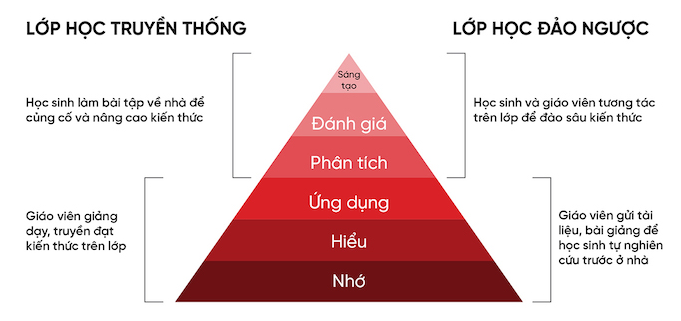 LỚP HỌC TRUYỀN THỐNG
LỚP HỌC ĐẢO NGƯỢC
Sáng
tạo
Học sinh làm bài tập về nhà để
củng cố và nâng cao kiến thức
Học sinh và giáo viên tương tác
trên lớp để đào sâu kiến thức
Đánh giá
Phân tích
Ứng dụng
Giáo viên giảng
dạy, truyền đạt
kiến thức trên lớp
Giáo viên gửi tài
liệu, bài giảng để
học sinh tự nghiên
cứu trước ở nhà
Hiểu
Nhớ